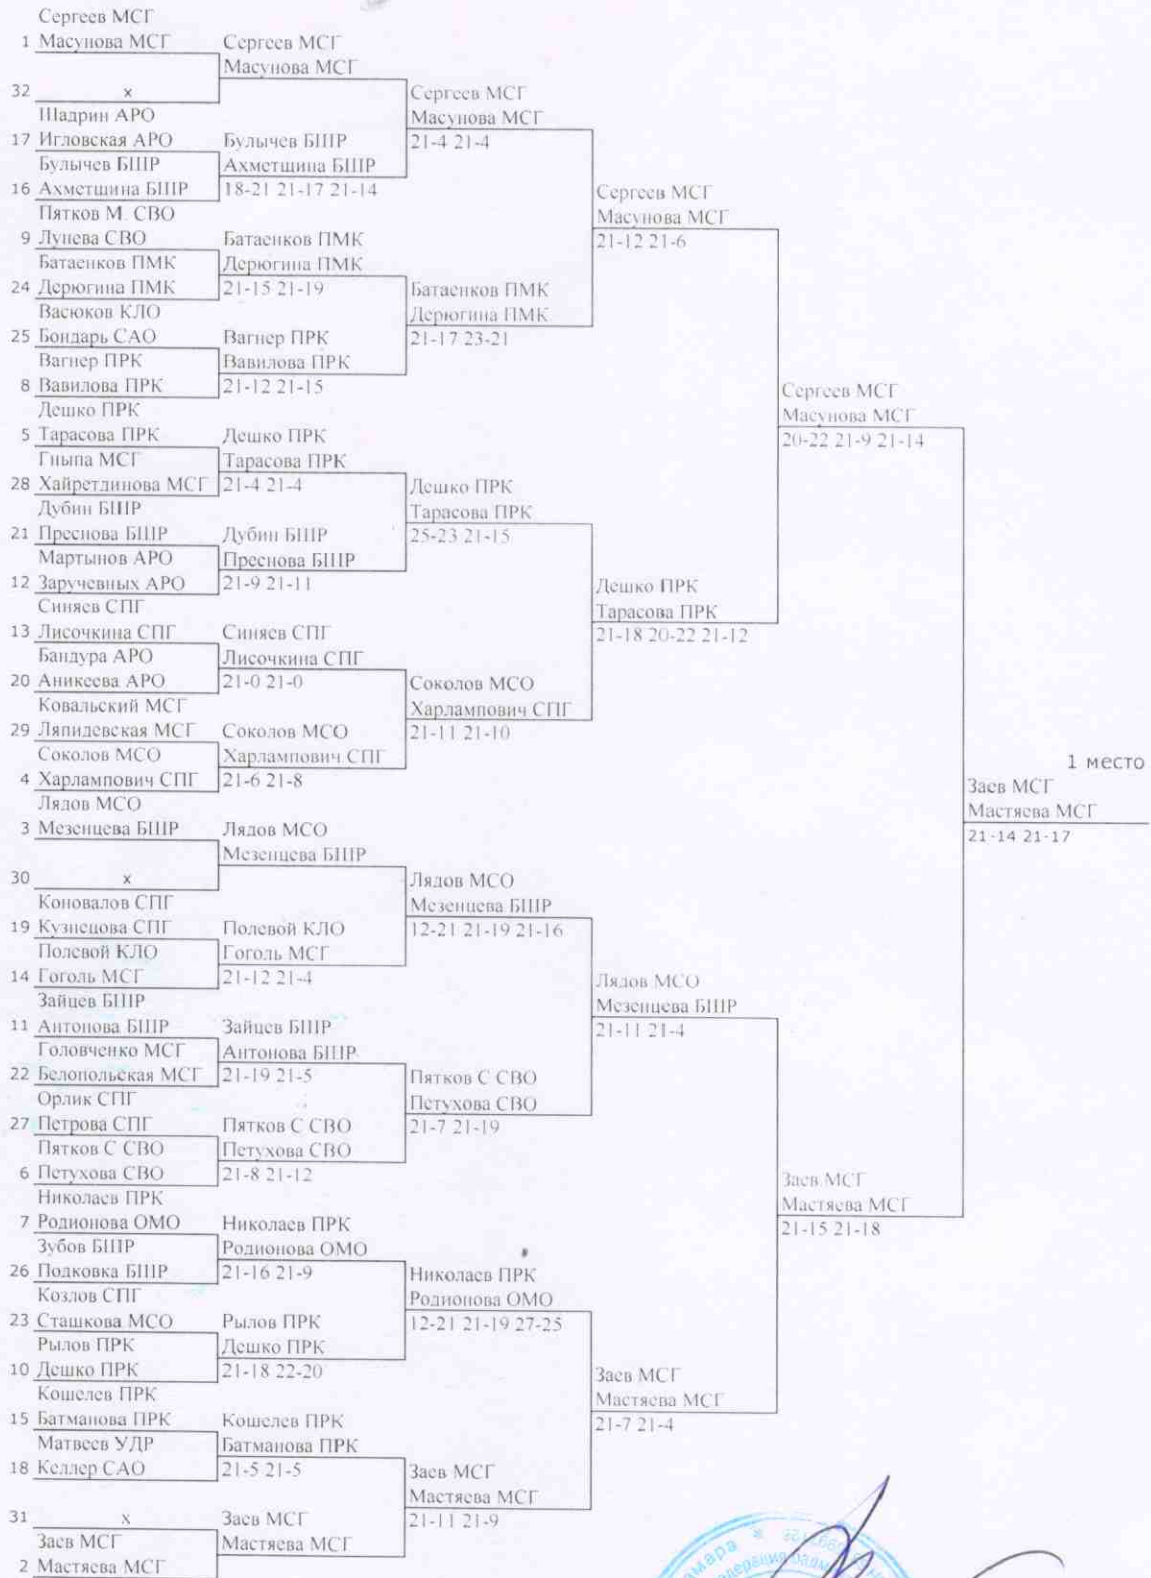 Сергеев МСГ
1 Масунова МСГ
32 х
Шадрин АРО
17 Игловская АРО
Булычев БШР
16 Ахметшина БШР
Пятков М. СВО
9 Лунева СВО
Батаенков ПМК
24 Дерюгина ПМК
Васюков КЛО
25 Бондарь САО
Вагнер ПРК
8 Вавилова ПРК
Дешко ПРК
5 Тарасова ПРК
Гныпа МСГ
28 Хайретдинова МСГ
Дубин БШР
21 Преснова БШР
Мартынов АРО
12 Заручевных АРО
Синяев СПГ
13 Лисочкина СПГ
Бандура АРО
20 Аникеева АРО
Ковальский МСГ
29 Ляпидевская МСГ
Соколов МСО
4 Харлампович СПГ
Лядов МСО
3 Мезенцева БШР
30 х
Коновалов СПГ
19 Кузнецова СПГ
Полевой КЛО
14 Гоголь МСГ
Зайцев БШР
11 Антонова БШР
Головченко МСГ
22 Белопольская МСГ
Орлик СПГ
27 Петрова СПГ
Пятков С СВО
6 Петухова СВО
Николаев ПРК
7 Родионова ОМО
Зубов БШР
26 Подковка БШР
Козлов СПГ
23 Сташкова МСО
Рылов ПРК
10 Дешко ПРК
Кошелев ПРК
15 Батманова ПРК
Матвеев УДР
18 Келлер САО
31 х
Заев МСГ
2 Мастяева МСГ
Сергеев МСГ
Масунова МСГ
Булычев БШР
Ахметшина БШР
18-21 21-17 21-14
Батаенков ПМК
Дерюгина ПМК
21-15 21-19
Вагнер ПРК
Вавилова ПРК
21-12 21-15
Дешко ПРК
Тарасова ПРК
21-4 21-4
Дубин БШР
Преснова БШР
21-9 21-11
Синяев СПГ
Лисочкина СПГ
21-0 21-0
Соколов МСО
Харлампович СПГ
21-6 21-8
Лядов МСО
Мезенцева БШР
Полевой КЛО
Гоголь МСГ
21-12 21-4
Зайцев БШР
Антонова БШР
21-19 21-5
Пятков С СВО
Петухова СВО
21-8 21-12
Николаев ПРК
Родионова ОМО
21-16 21-9
Рылов ПРК
Дешко ПРК
21-18 22-20
Кошелев ПРК
Батманова ПРК
21-5 21-5
Заев МСГ
Мастяева МСГ
Сергеев МСГ
Масунова МСГ
21-4 21-4
Батаенков ПМК
Дерюгина ПМК
21-17 23-21
Дешко ПРК
Тарасова ПРК
25-23 21-15
Соколов МСО
Харлампович СПГ
21-11 21-10
Лядов МСО
Мезенцева БШР
12-21 21-19 21-16
Пятков С СВО
Петухова СВО
21-7 21-19
Николаев ПРК
Родионова ОМО
12-21 21-19 27-25
Заев МСГ
Мастяева МСГ
21-11 21-9
Сергеев МСГ
Масунова МСГ
21-12 21-6
Дешко ПРК
Тарасова ПРК
21-18 20-22 21-12
Лядов МСО
Мезенцева БШР
21-11 21-4
Заев МСГ
Мастяева МСГ
21-7 21-4
Сергеев МСГ
Масунова МСГ
20-22 21-9 21-14
Заев МСГ
Мастяева МСГ
21-15 21-18
1 место
Заев МСГ
Мастяева МСГ
21-14 21-17